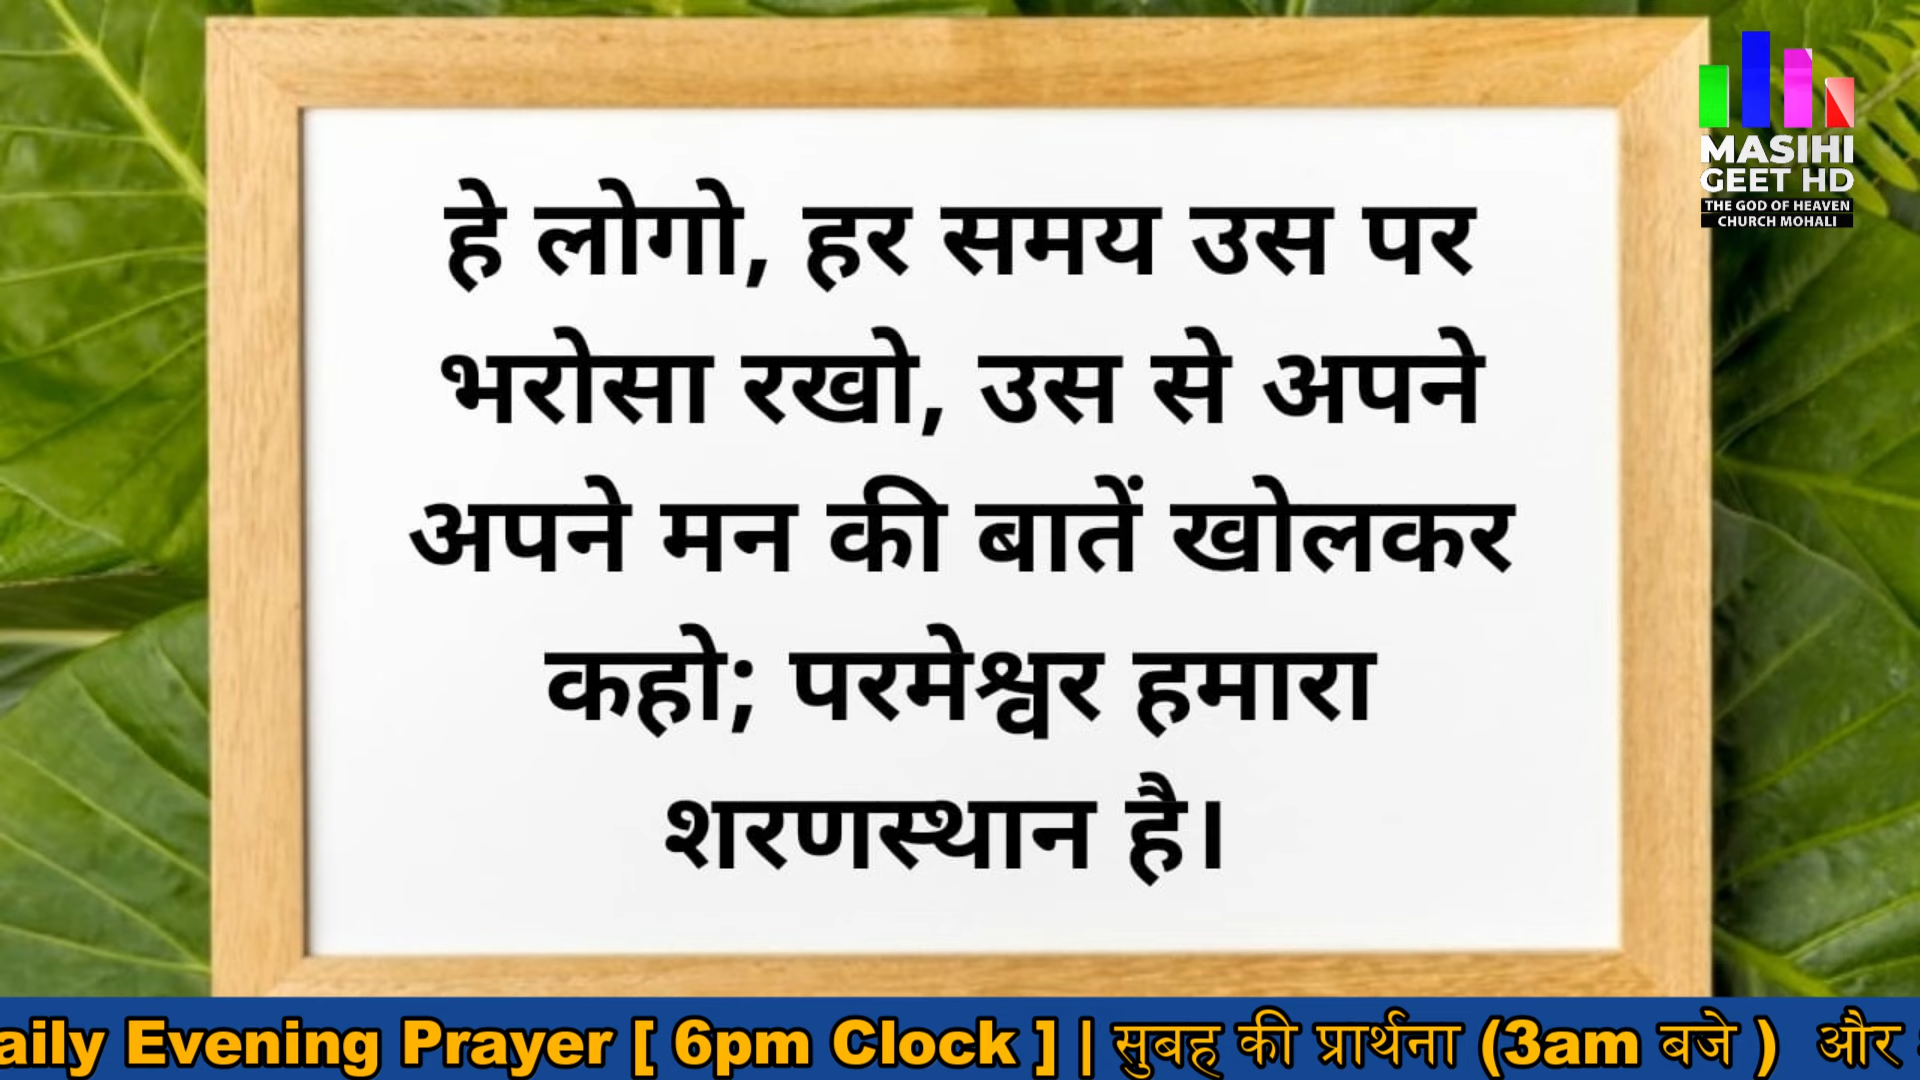 हे लोगो, हर समय उस पर
भरोसा रखो, उस से अपने
अपने मन की बातें खोलकर
कहो; परमेश्वर हमारा
शरणस्थान है।
MASIHI
GEET HD
THE GOD OF HEAVEN
CHURCH MOHALI
aily Evening Prayer [ 6pm Clock ] | सुबह की प्रार्थना (3am बजे ) और